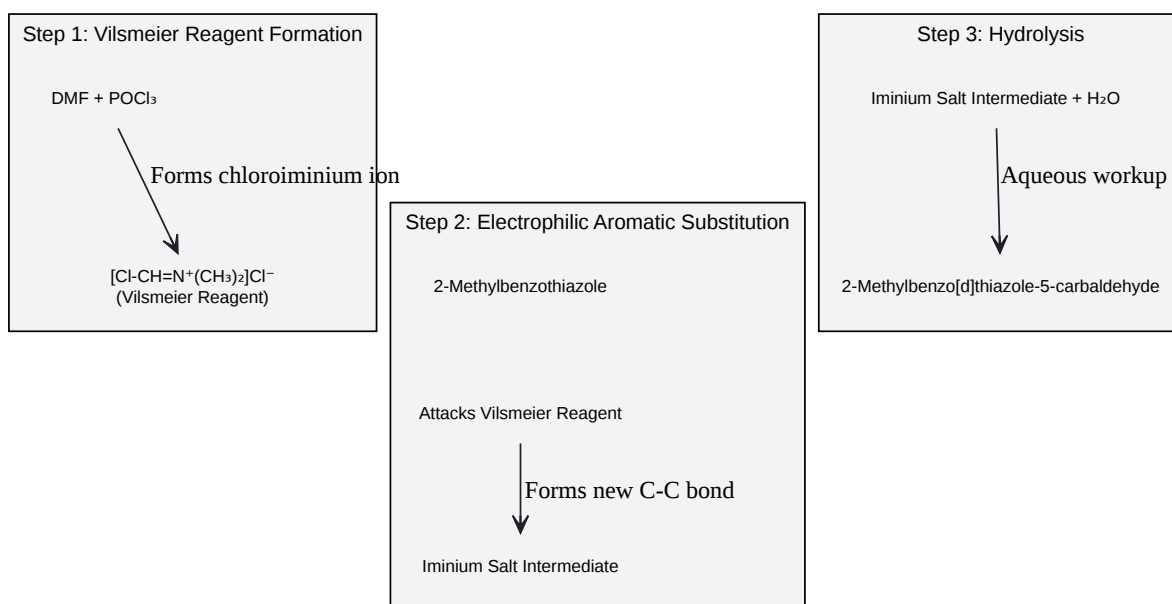 Step 1: Vilsmeier Reagent Formation
DMF + POCl₃
Forms chloroiminium ion
[Cl-CH=N⁺(CH₃)₂]Cl⁻
(Vilsmeier Reagent)
Step 2: Electrophilic Aromatic Substitution
2-Methylbenzothiazole
Attacks Vilsmeier Reagent
Forms new C-C bond
Iminium Salt Intermediate
Step 3: Hydrolysis
Iminium Salt Intermediate + H₂O
Aqueous workup
2-Methylbenzo[d]thiazole-5-carbaldehyde